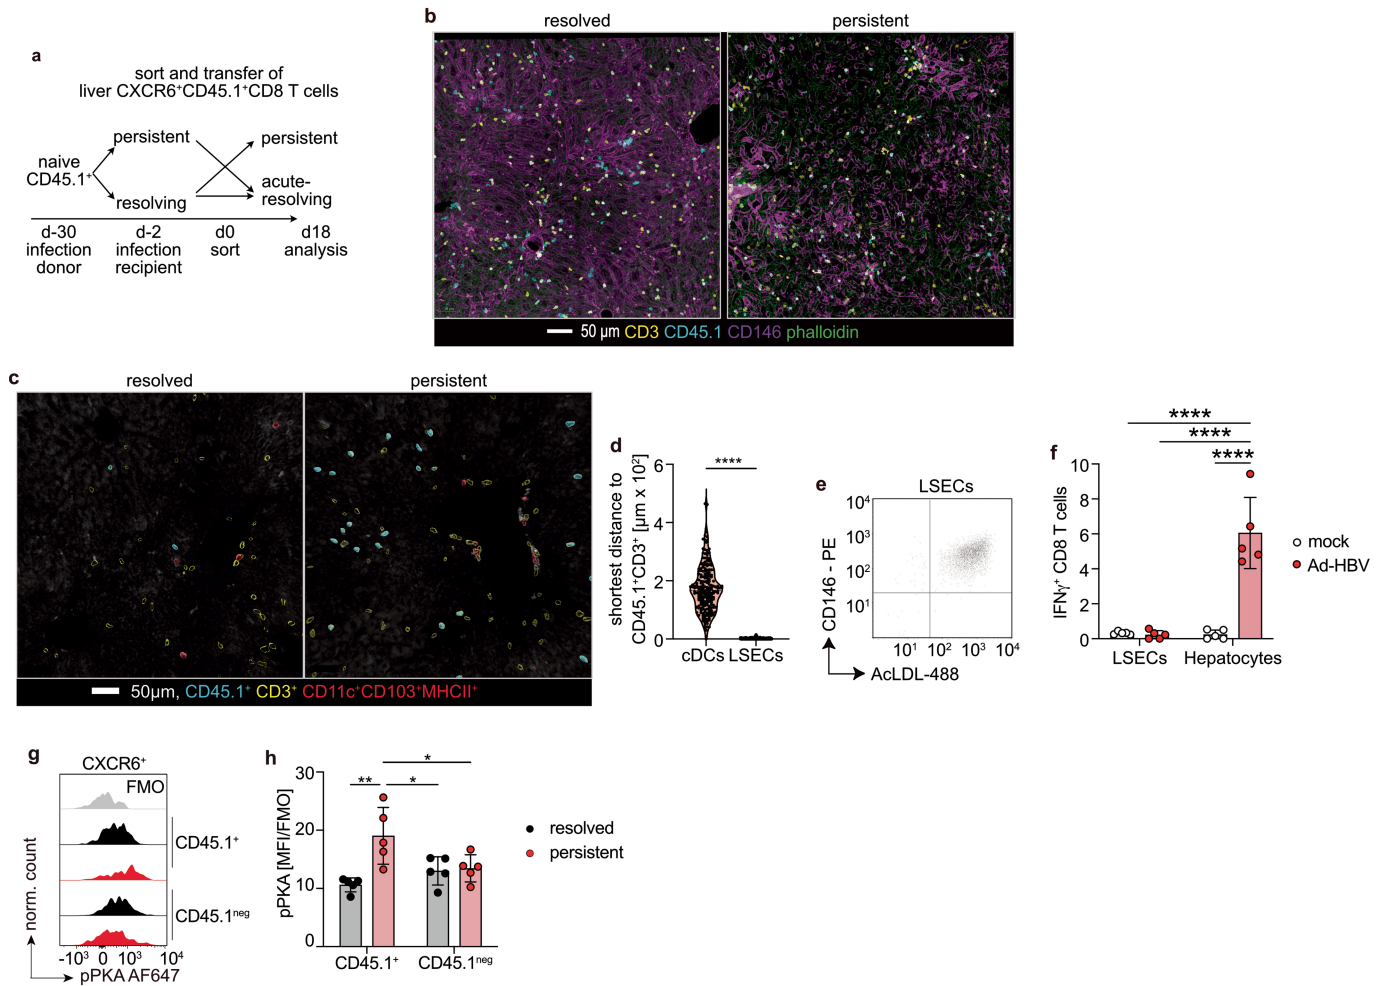 a
sort and transfer of
liver CXCR6⁺CD45.1⁺CD8 T cells
naive
CD45.1⁺
persistent
resolving
persistent
acute-
resolving
d-30
infection
donor
d-2
infection
recipient
d0
sort
d18
analysis
b
resolved
persistent
50 µm CD3 CD45.1 CD146 phalloidin
c
resolved
persistent
50µm, CD45.1⁺ CD3⁺ CD11c⁺CD103⁺MHCII⁺
d
shortest distance to
CD45.1⁺CD3⁺ [µm x 10²]
6
4
2
0
****
cDCs LSECs
e
LSECs
CD146 - PE
10⁴
10³
10²
10¹
10¹ 10² 10³ 10⁴
AcLDL-488
f
****
****
****
IFNγ⁺ CD8 T cells
10
8
6
4
2
0
LSECs Hepatocytes
mock
Ad-HBV
g
CXCR6⁺
FMO
CD45.1⁺
CD45.1ⁿᵉᵍ
norm. count
-10³ 0 10³ 10⁴
pPKA AF647
h
*
** *
pPKA [MFI/FMO]
30
20
10
0
CD45.1⁺ CD45.1ⁿᵉᵍ
resolved
persistent